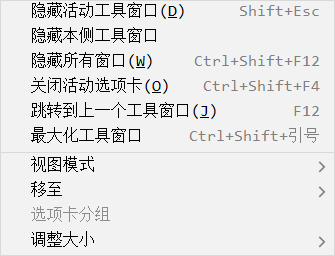 隐藏活动工具窗口(D) Shift+Esc
隐藏本侧工具窗口
隐藏所有窗口(W) Ctrl+Shift+F12
关闭活动选项卡(O) Ctrl+Shift+F4
跳转到上一个工具窗口(J) F12
最大化工具窗口 Ctrl+Shift+引号
视图模式
移至
选项卡分组
调整大小